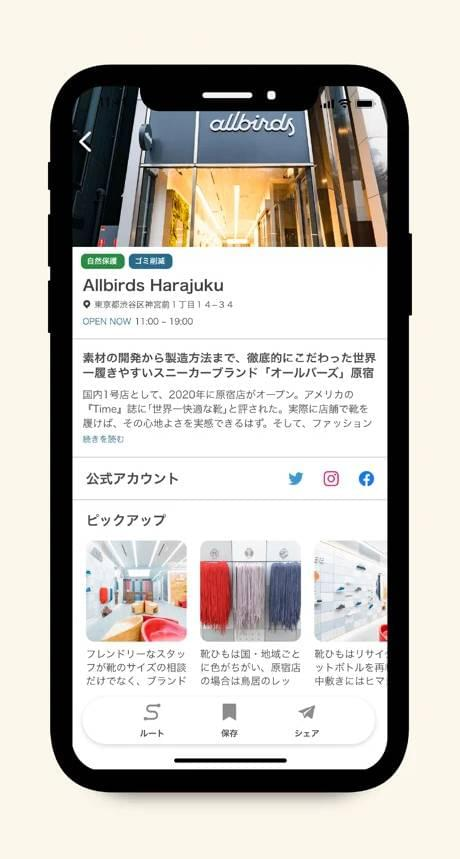 allbirds
自然保護 ゴミ削減
Allbirds Harajuku
東京都渋谷区神宮前1丁目14−34
OPEN NOW 11:00 – 19:00
素材の開発から製造方法まで、徹底的にこだわった世界
一履きやすいスニーカーブランド「オールバーズ」原宿
国内1号店として、2020年に原宿店がオープン。アメリカの
『Time』誌に｢世界一快適な靴｣と評された。実際に店舗で靴を
履けば、その心地よさを実感できるはず。そして、ファッション
続きを読む
公式アカウント
ピックアップ
フレンドリーなスタッ
フが靴のサイズの相談
だけでなく、ブランド
靴ひもは国・地域ごと
に色がちがい、原宿店
の場合は鳥居のレッ
靴ひもはリサイ
ットボトルを再
中敷きにはヒマ
ルート 保存 シェア